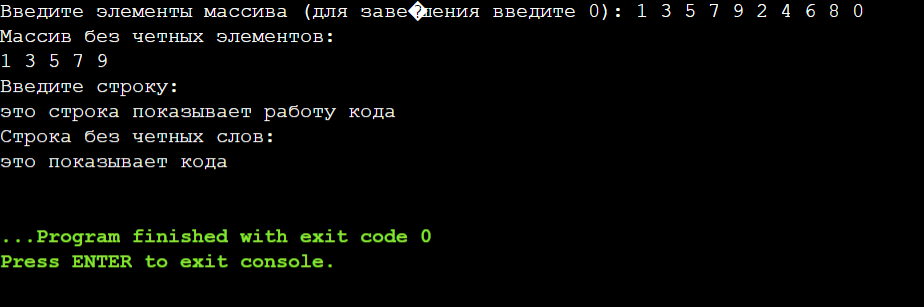 Введите элементы массива (для заве�шения введите 0): 1 3 5 7 9 2 4 6 8 0
Массив без четных элементов:
1 3 5 7 9
Введите строку:
это строка показывает работу кода
Строка без четных слов:
это показывает кода
...Program finished with exit code 0
Press ENTER to exit console.